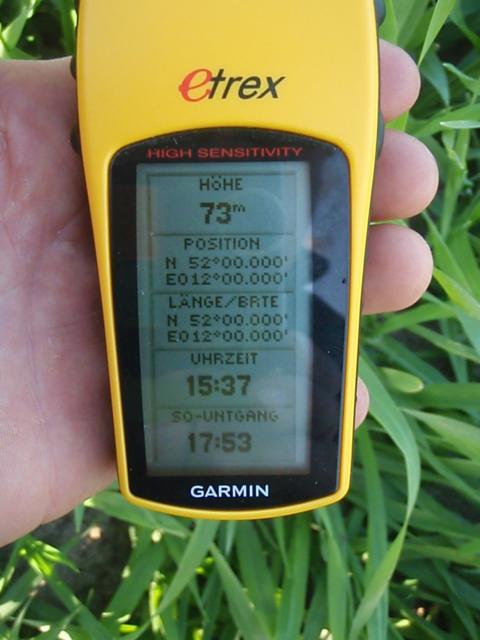 etrex
HIGH SENSITIVITY
HÖHE
73m
POSITION
N 52°00.000'
E012°00.000'
LÄNGE/BRTE
N 52°00.000'
E012°00.000'
UHRZEIT
15:37
SO-UNTGANG
17:53
GARMIN